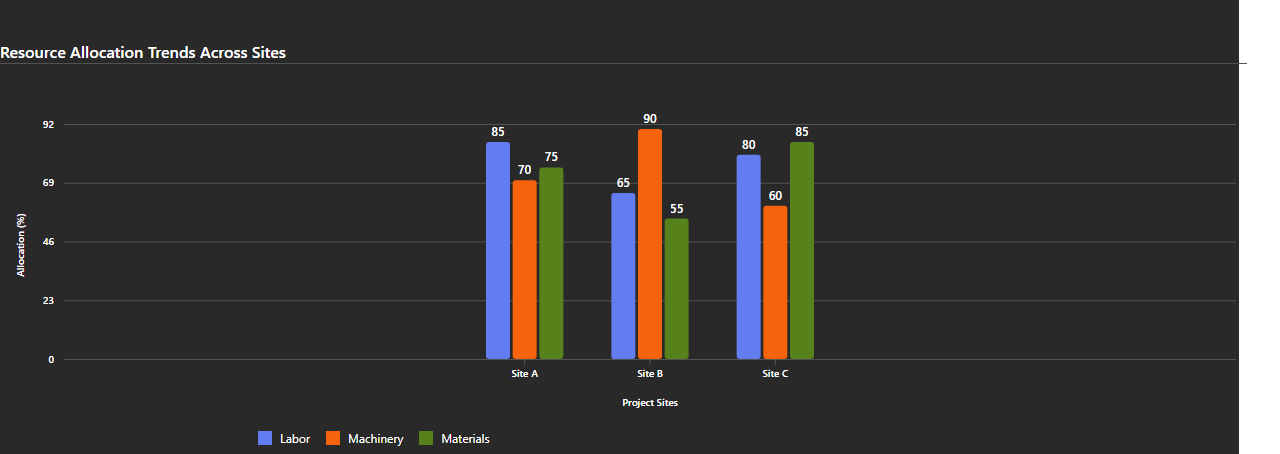 Resource Allocation Trends Across Sites
92
69
46
23
0
Allocation (%)
85
70
75
65
90
55
80
60
85
Site A
Site B
Site C
Project Sites
Labor
Machinery
Materials